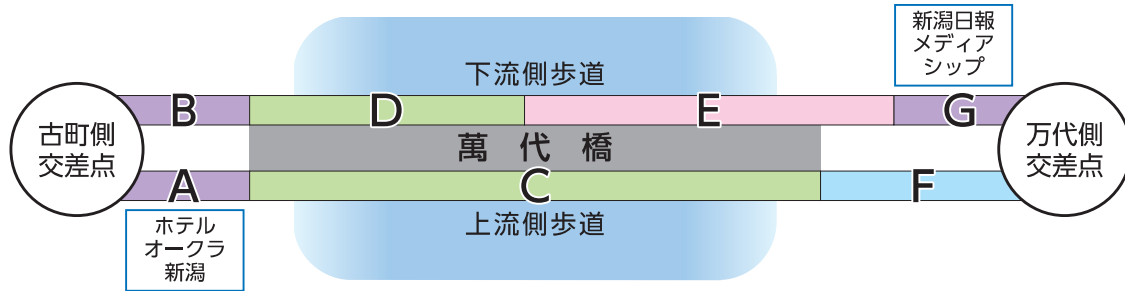 新潟日報
メディア
シップ
下流側歩道
B
D
E
G
古町側
交差点
萬代橋
万代側
交差点
A
C
F
ホテル
オークラ
新潟
上流側歩道